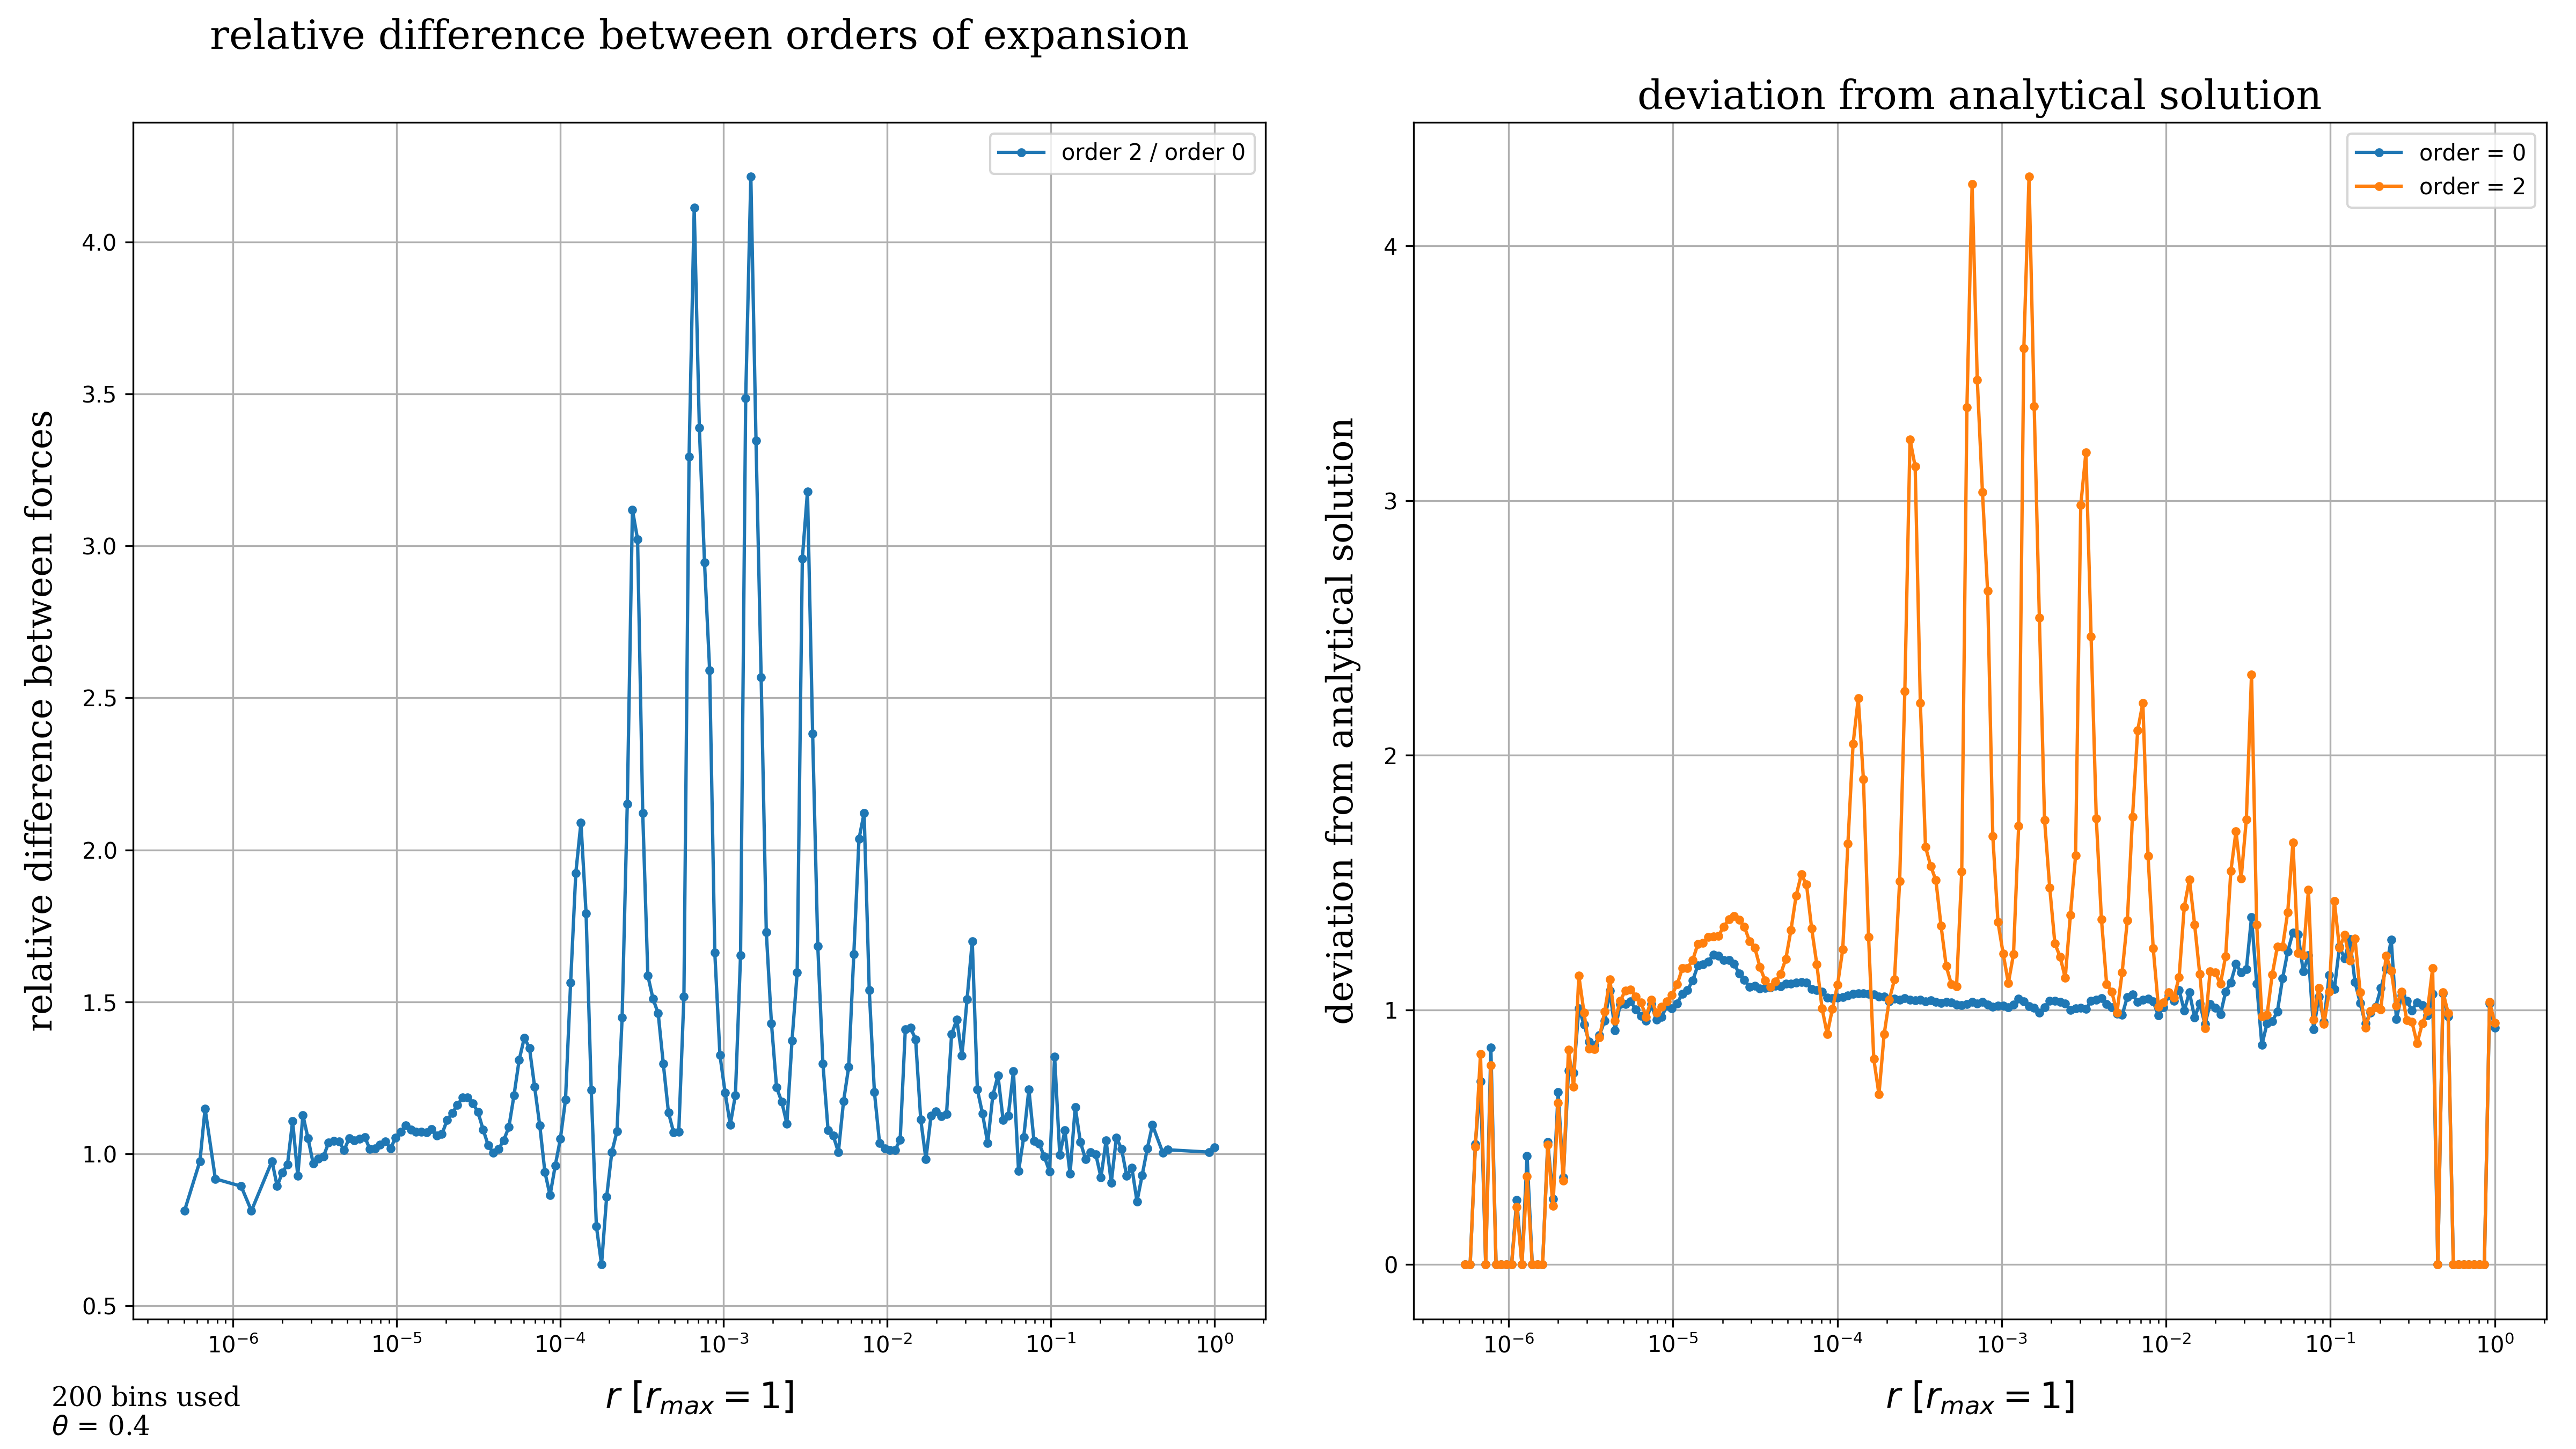 relative difference between orders of expansion
order 2 / order 0
relative difference between forces
4.0
3.5
3.0
2.5
2.0
1.5
1.0
0.5
10⁻⁶ 10⁻⁵ 10⁻⁴ 10⁻³ 10⁻² 10⁻¹ 10⁰
r [r_max = 1]
200 bins used
θ = 0.4
deviation from analytical solution
order = 0
order = 2
deviation from analytical solution
4
3
2
1
0
10⁻⁶ 10⁻⁵ 10⁻⁴ 10⁻³ 10⁻² 10⁻¹ 10⁰
r [r_max = 1]